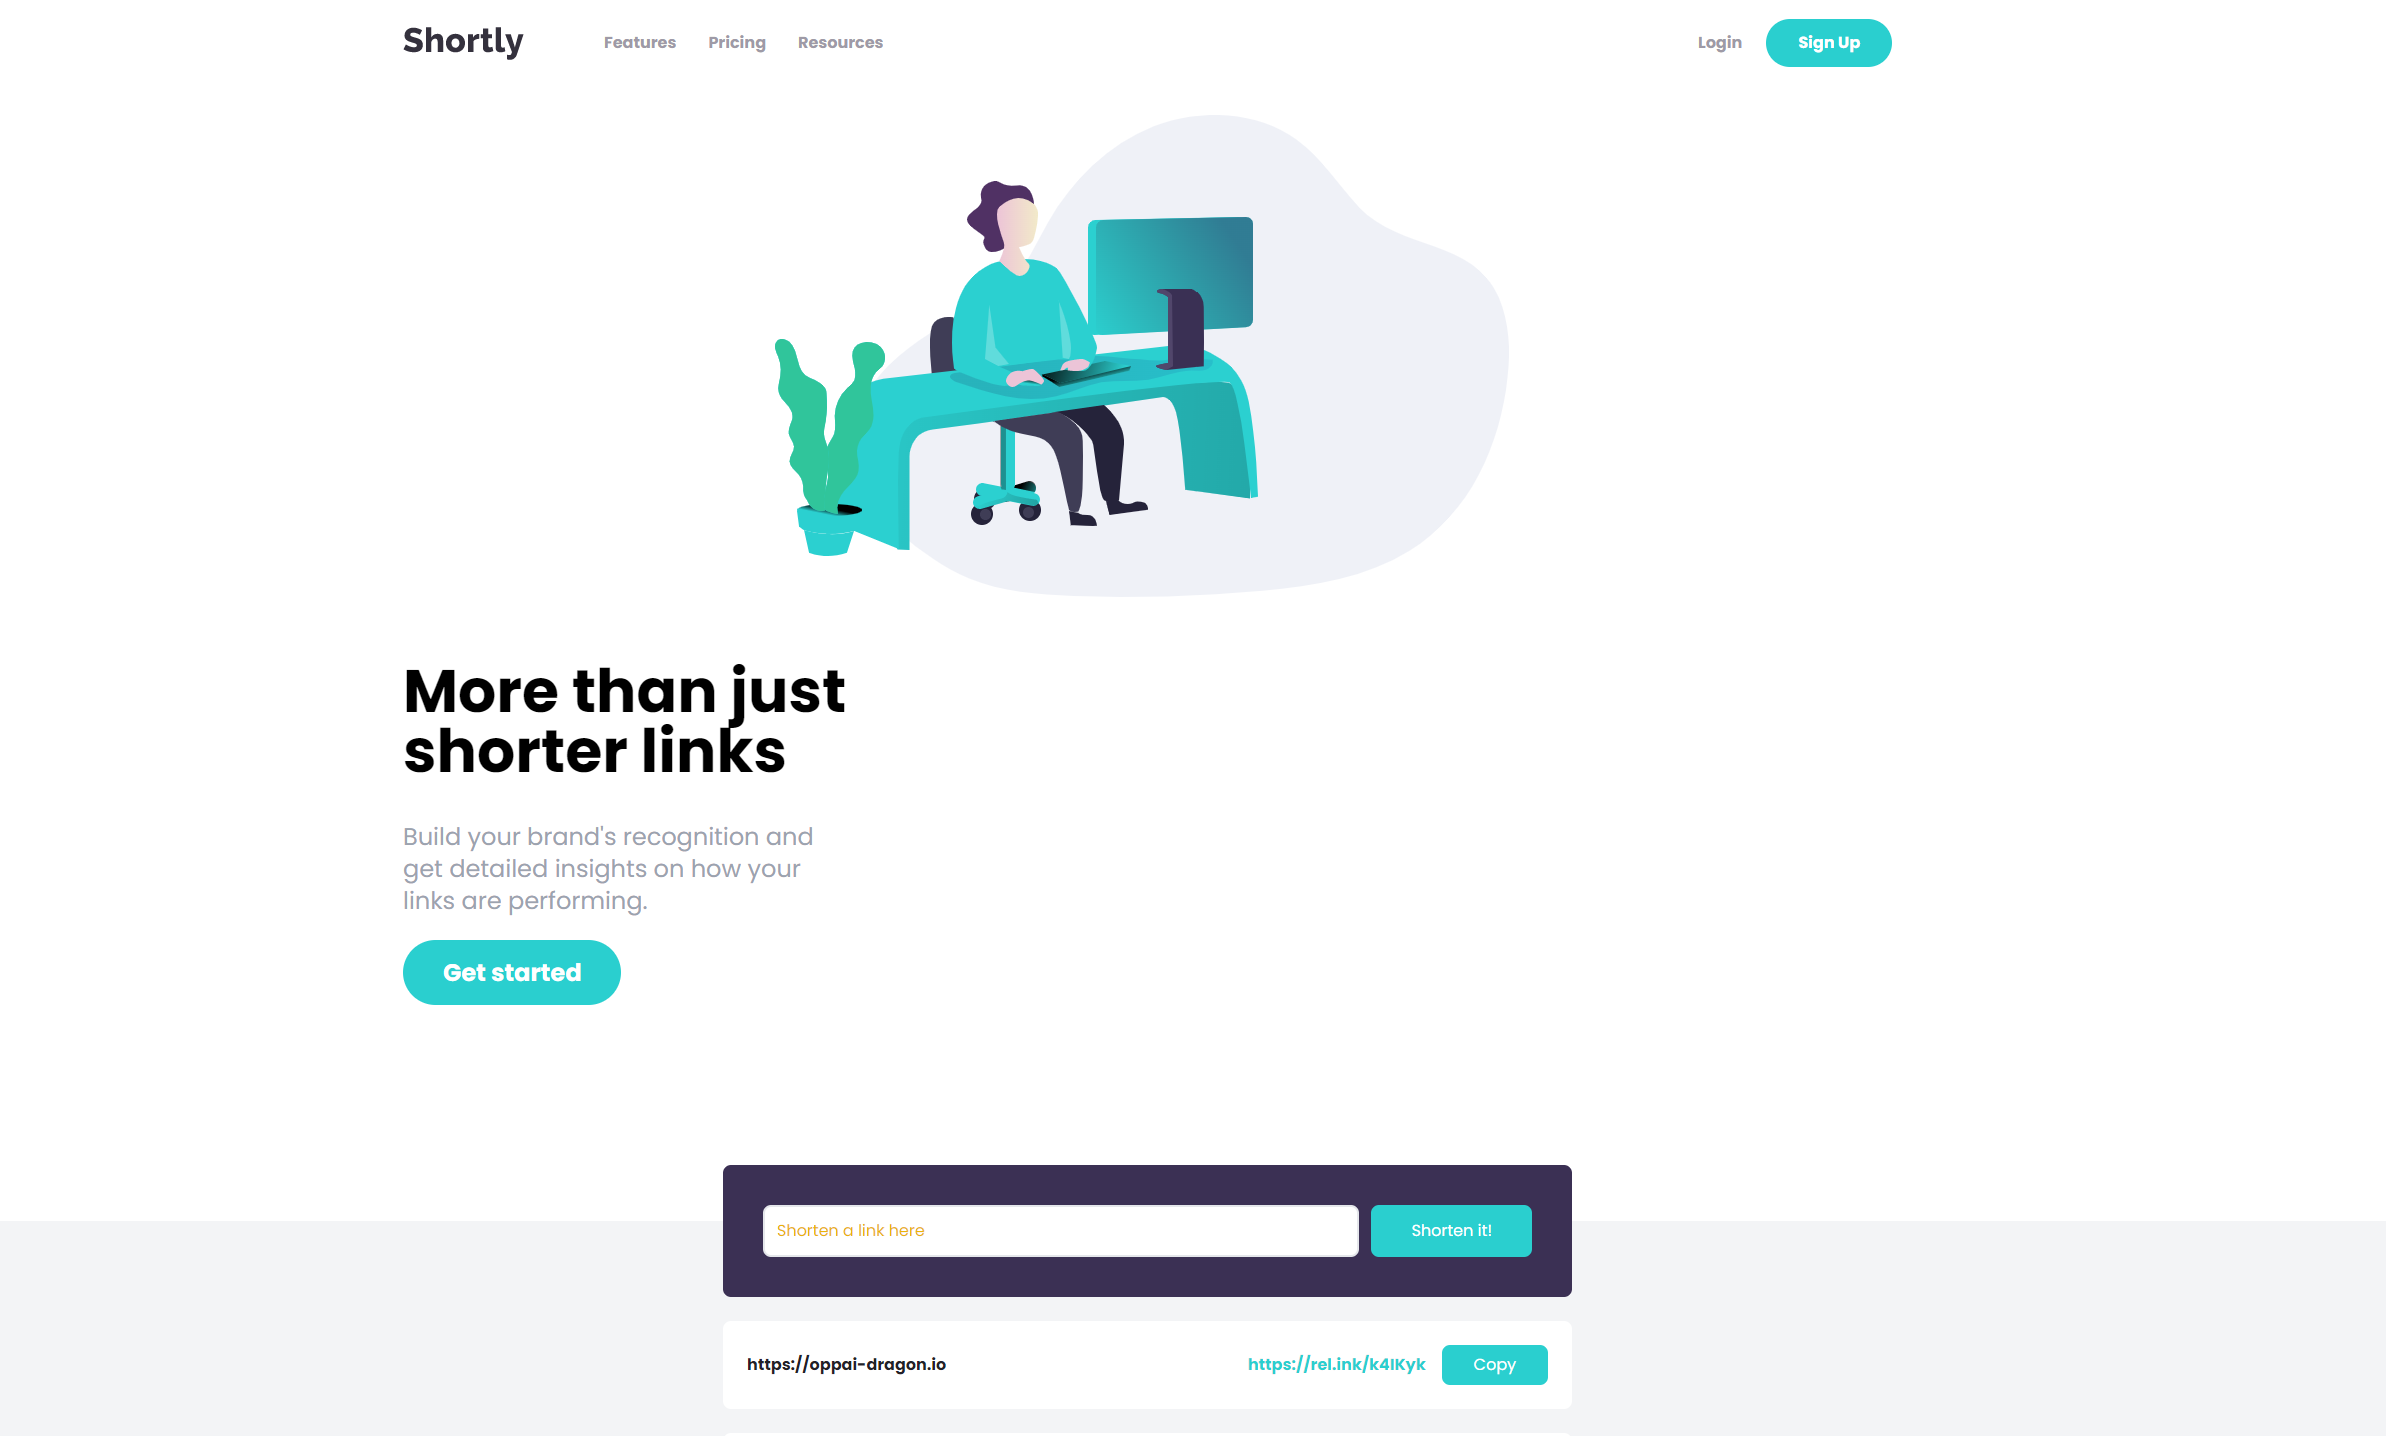 Shortly
Features
Pricing
Resources
Login
Sign Up
More than just
shorter links
Build your brand's recognition and
get detailed insights on how your
links are performing.
Get started
Shorten a link here
Shorten it!
https://oppai-dragon.io
https://rel.ink/k4lKyk
Copy